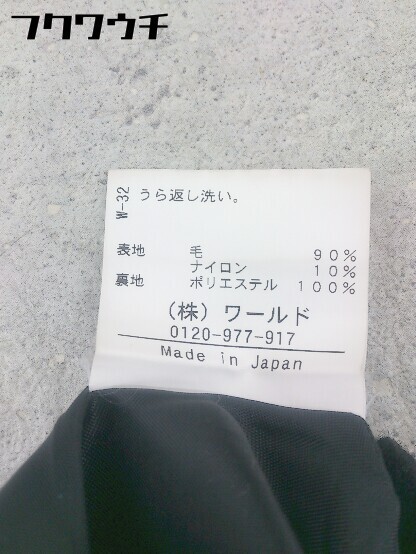 フクワウチ
W-32
うら返し洗い。
表地 毛 90%
ナイロン 10%
裏地 ポリエステル 100%
(株) ワールド
0120-977-917
Made in Japan